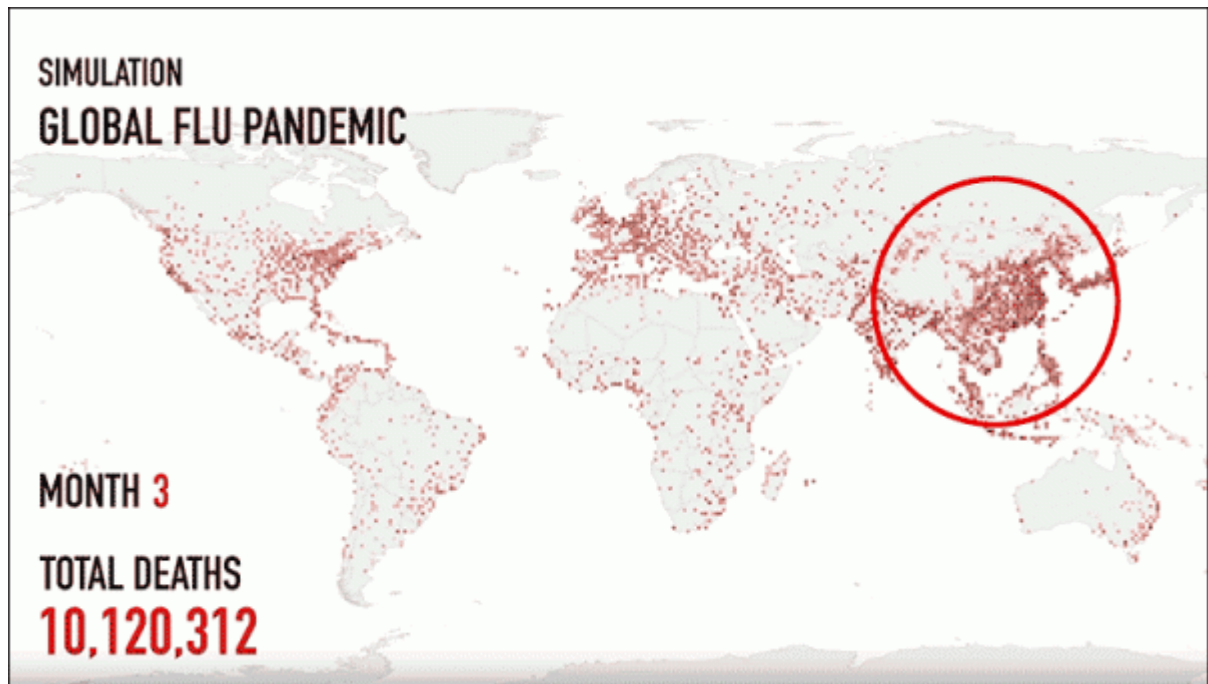 SIMULATION
GLOBAL FLU PANDEMIC
MONTH 3
TOTAL DEATHS
10,120,312